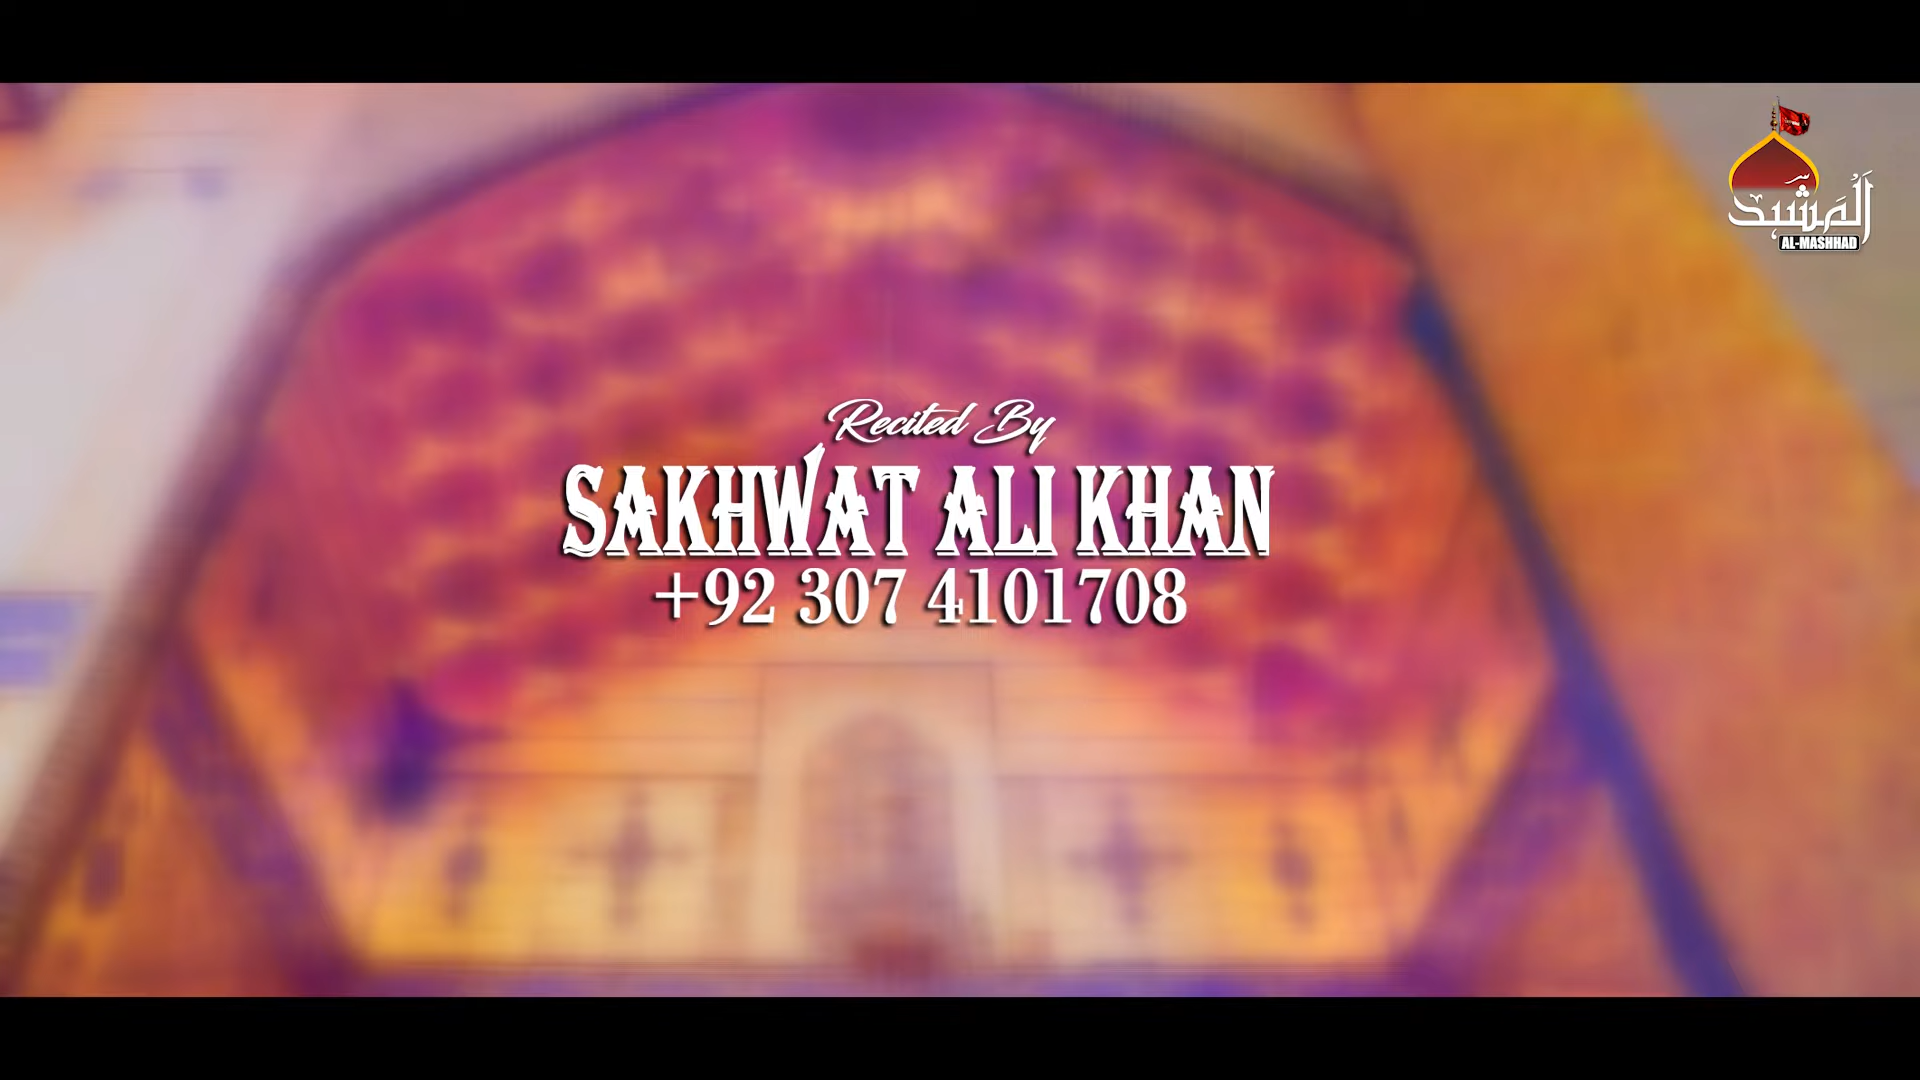 Recited By
SAKHWAT ALI KHAN
+92 307 4101708
المشہد
AL-MASHHAD